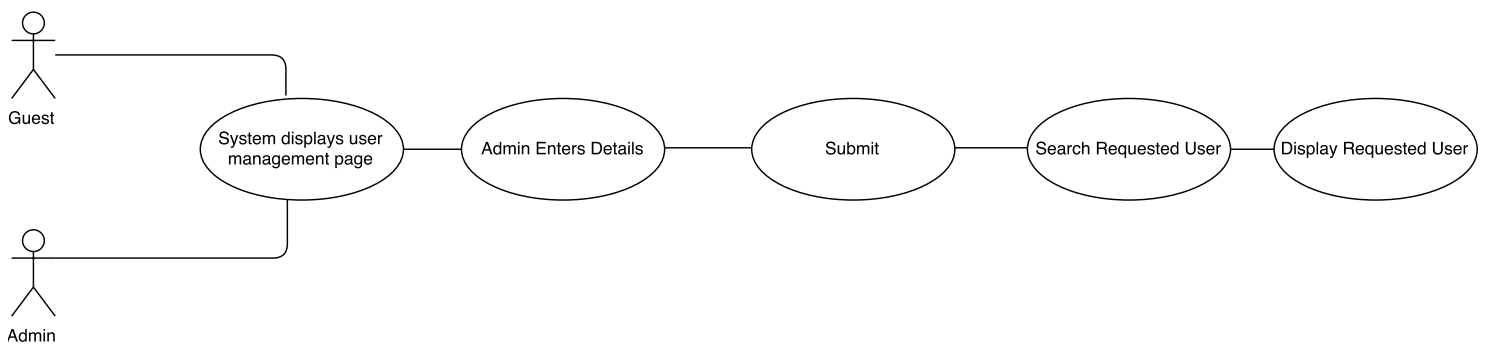 Guest
System displays user
management page
Admin Enters Details
Submit
Search Requested User
Display Requested User
Admin